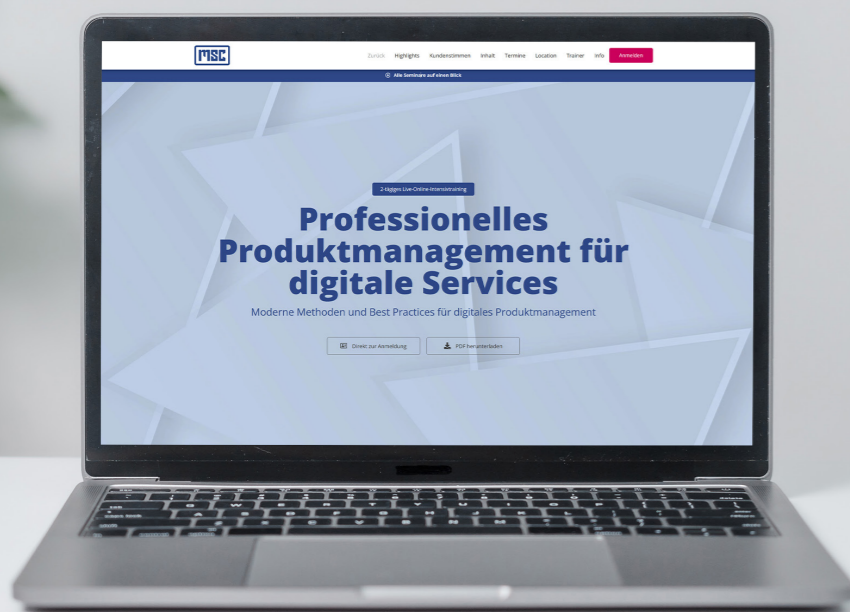 MSC
Zurück Highlights Kundenstimmen Inhalt Termine Location Trainer Info Anmelden
Alle Seminare auf einen Blick
2-tägiges Live-Online-Intensivtraining
Professionelles
Produktmanagement für
digitale Services
Moderne Methoden und Best Practices für digitales Produktmanagement
Direkt zur Anmeldung PDF herunterladen